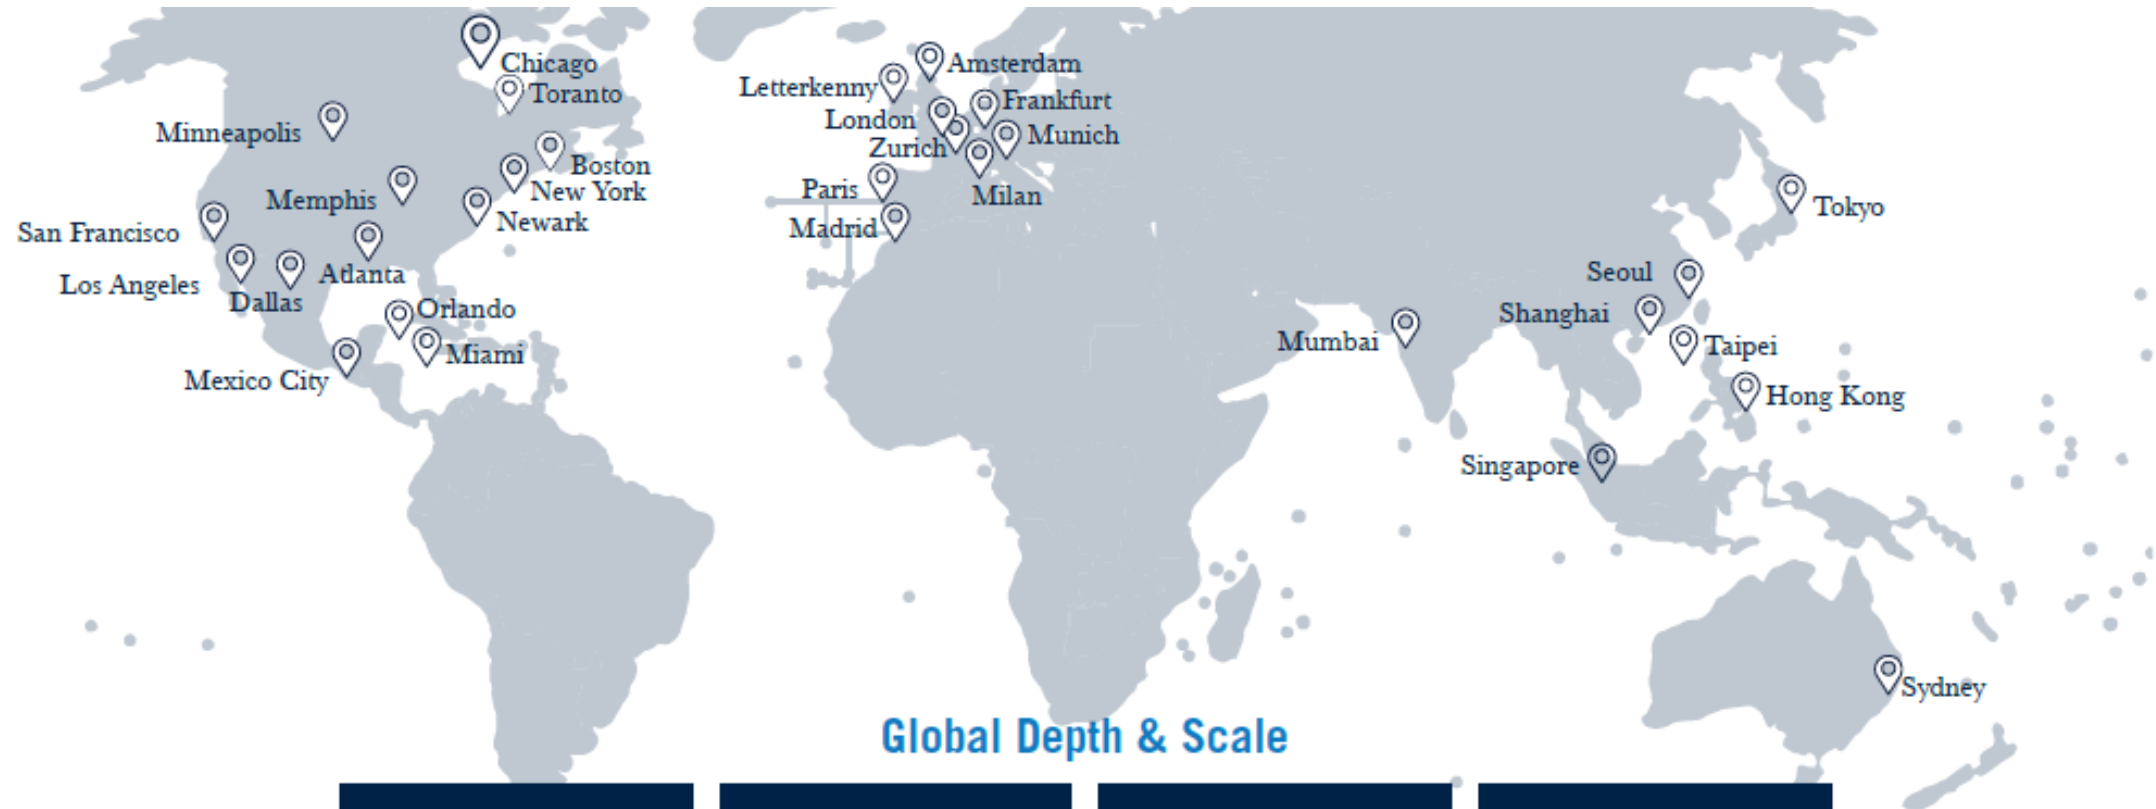 Chicago
Toranto
Minneapolis
Boston
New York
Memphis
Newark
San Francisco
Atlanta
Los Angeles
Dallas
Orlando
Miami
Mexico City
Amsterdam
Letterkenny
Frankfurt
London
Munich
Zurich
Paris
Milan
Madrid
Tokyo
Seoul
Shanghai
Mumbai
Taipei
Hong Kong
Singapore
Sydney
Global Depth & Scale